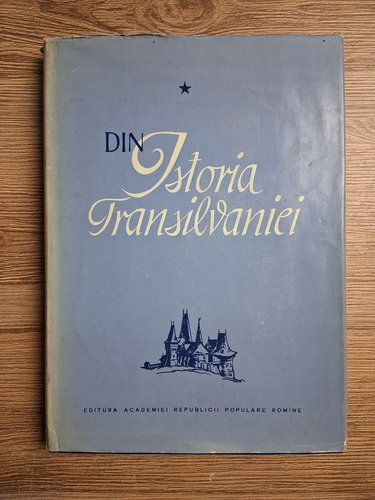 DIN Istoria
Transilvaniei
EDITURA ACADEMIEI REPUBLICII POPULARE ROMÎNE